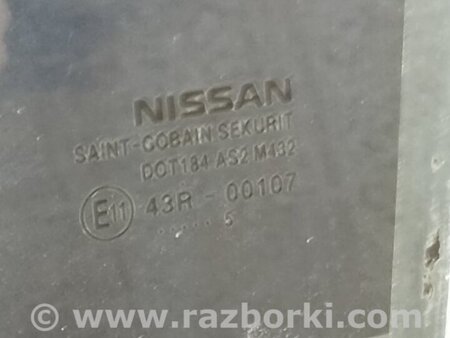 NISSAN
SAINT-GOBAIN SEKURIT
DOT184 AS2 M432
E11 43R - 00107
..... 5
© www.razborki.com